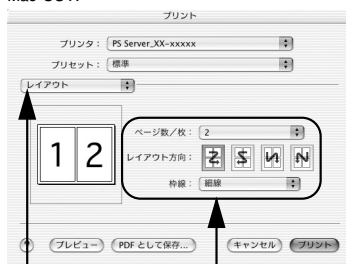 プリント
プリンタ： PS Server_XX-xxxxx
プリセット： 標準
レイアウト
1 2
ページ数／枚： 2
レイアウト方向：
枠線： 細線
? プレビュー PDF として保存... キャンセル プリント